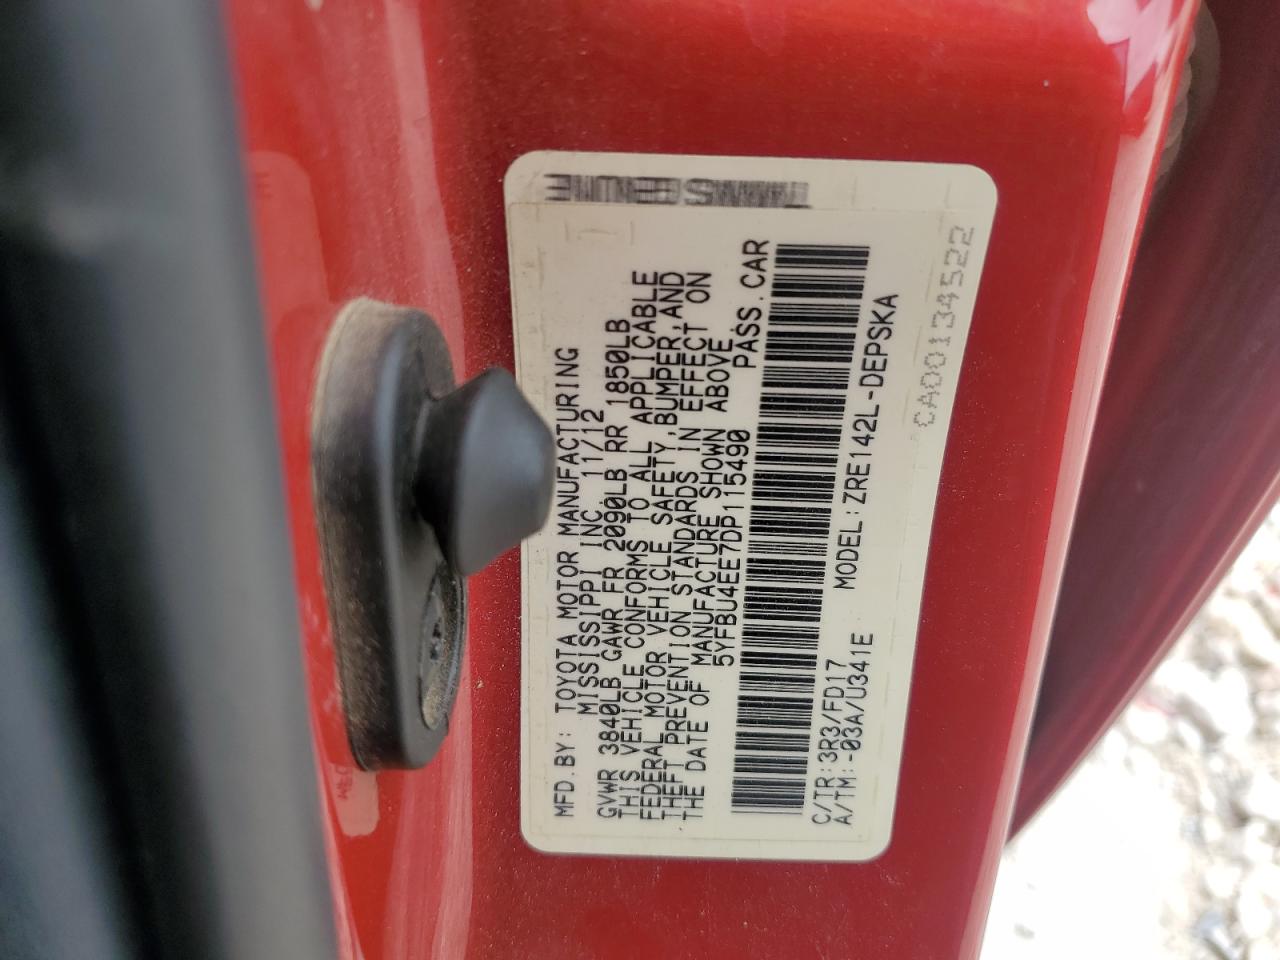 MFD.BY: TOYOTA MOTOR MANUFACTURING
MISSISSIPPI INC. 11/12
GVWR 3840LB GAWR FR 2090LB RR 1850LB
THIS VEHICLE CONFORMS TO ALL APPLICABLE
FEDERAL MOTOR VEHICLE SAFETY,BUMPER,AND
THEFT PREVENTION STANDARDS IN EFFECT ON
THE DATE OF MANUFACTURE SHOWN ABOVE.
5YFBU4EE7DP115490 PASS.CAR
C/TR:3R3/FD17 MODEL:ZRE142L-DEPSKA
A/TM:-03A/U341E
CA00134522